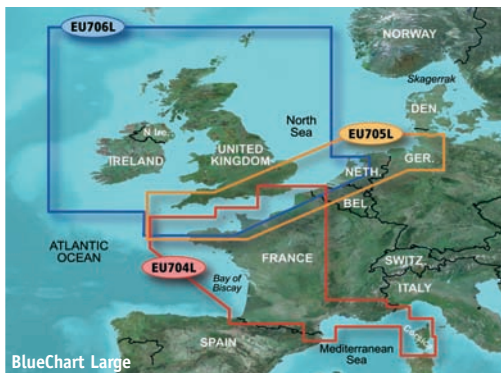 EU706L
NORWAY
Skagerrak
North
Sea
DEN.
EU705L
N. Ire.
UNITED
KINGDOM
IRELAND
GER.
NETH.
BEL.
ATLANTIC
OCEAN
EU704L
FRANCE
SWITZ.
Bay of
Biscay
ITALY
Corsica
SPAIN
Mediterranean
Sea
BlueChart Large